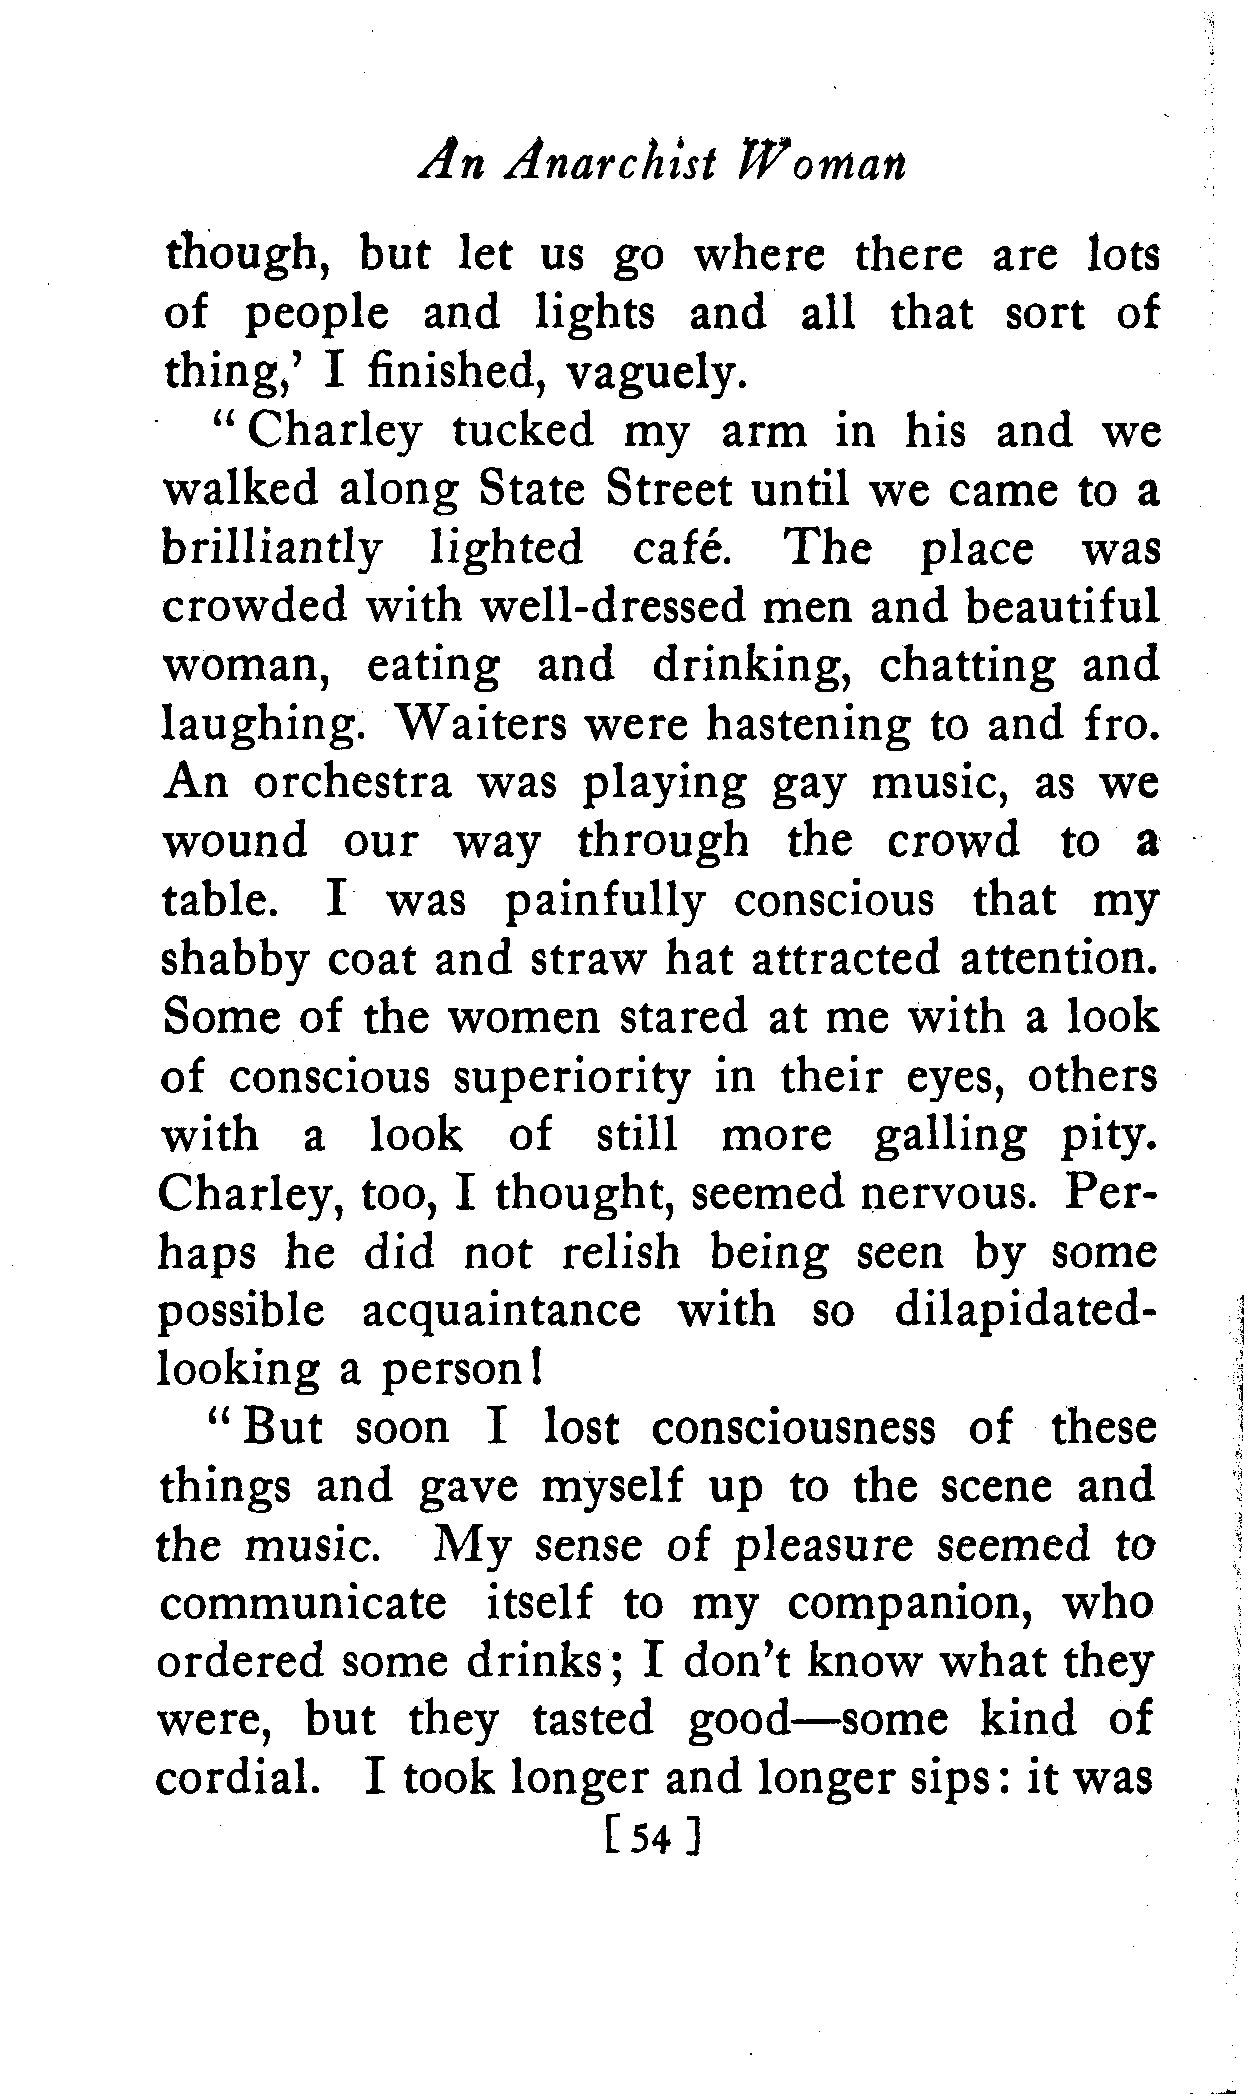 An Anarchist Woman
though, but let us go where there are lots
of people and lights and all that sort of
thing,' I finished, vaguely.
“ Charley tucked my arm in his and we
walked along State Street until we came to a
brilliantly lighted café. The place was
crowded with well-dressed men and beautiful
woman, eating and drinking, chatting and
laughing. Waiters were hastening to and fro.
An orchestra was playing gay music, as we
wound our way through the crowd to a
table. I was painfully conscious that my
shabby coat and straw hat attracted attention.
Some of the women stared at me with a look
of conscious superiority in their eyes, others
with a look of still more galling pity.
Charley, too, I thought, seemed nervous. Per-
haps he did not relish being seen by some
possible acquaintance with so dilapidated-
looking a person!
“ But soon I lost consciousness of these
things and gave myself up to the scene and
the music. My sense of pleasure seemed to
communicate itself to my companion, who
ordered some drinks; I don't know what they
were, but they tasted good—some kind of
cordial. I took longer and longer sips: it was
[ 54 ]